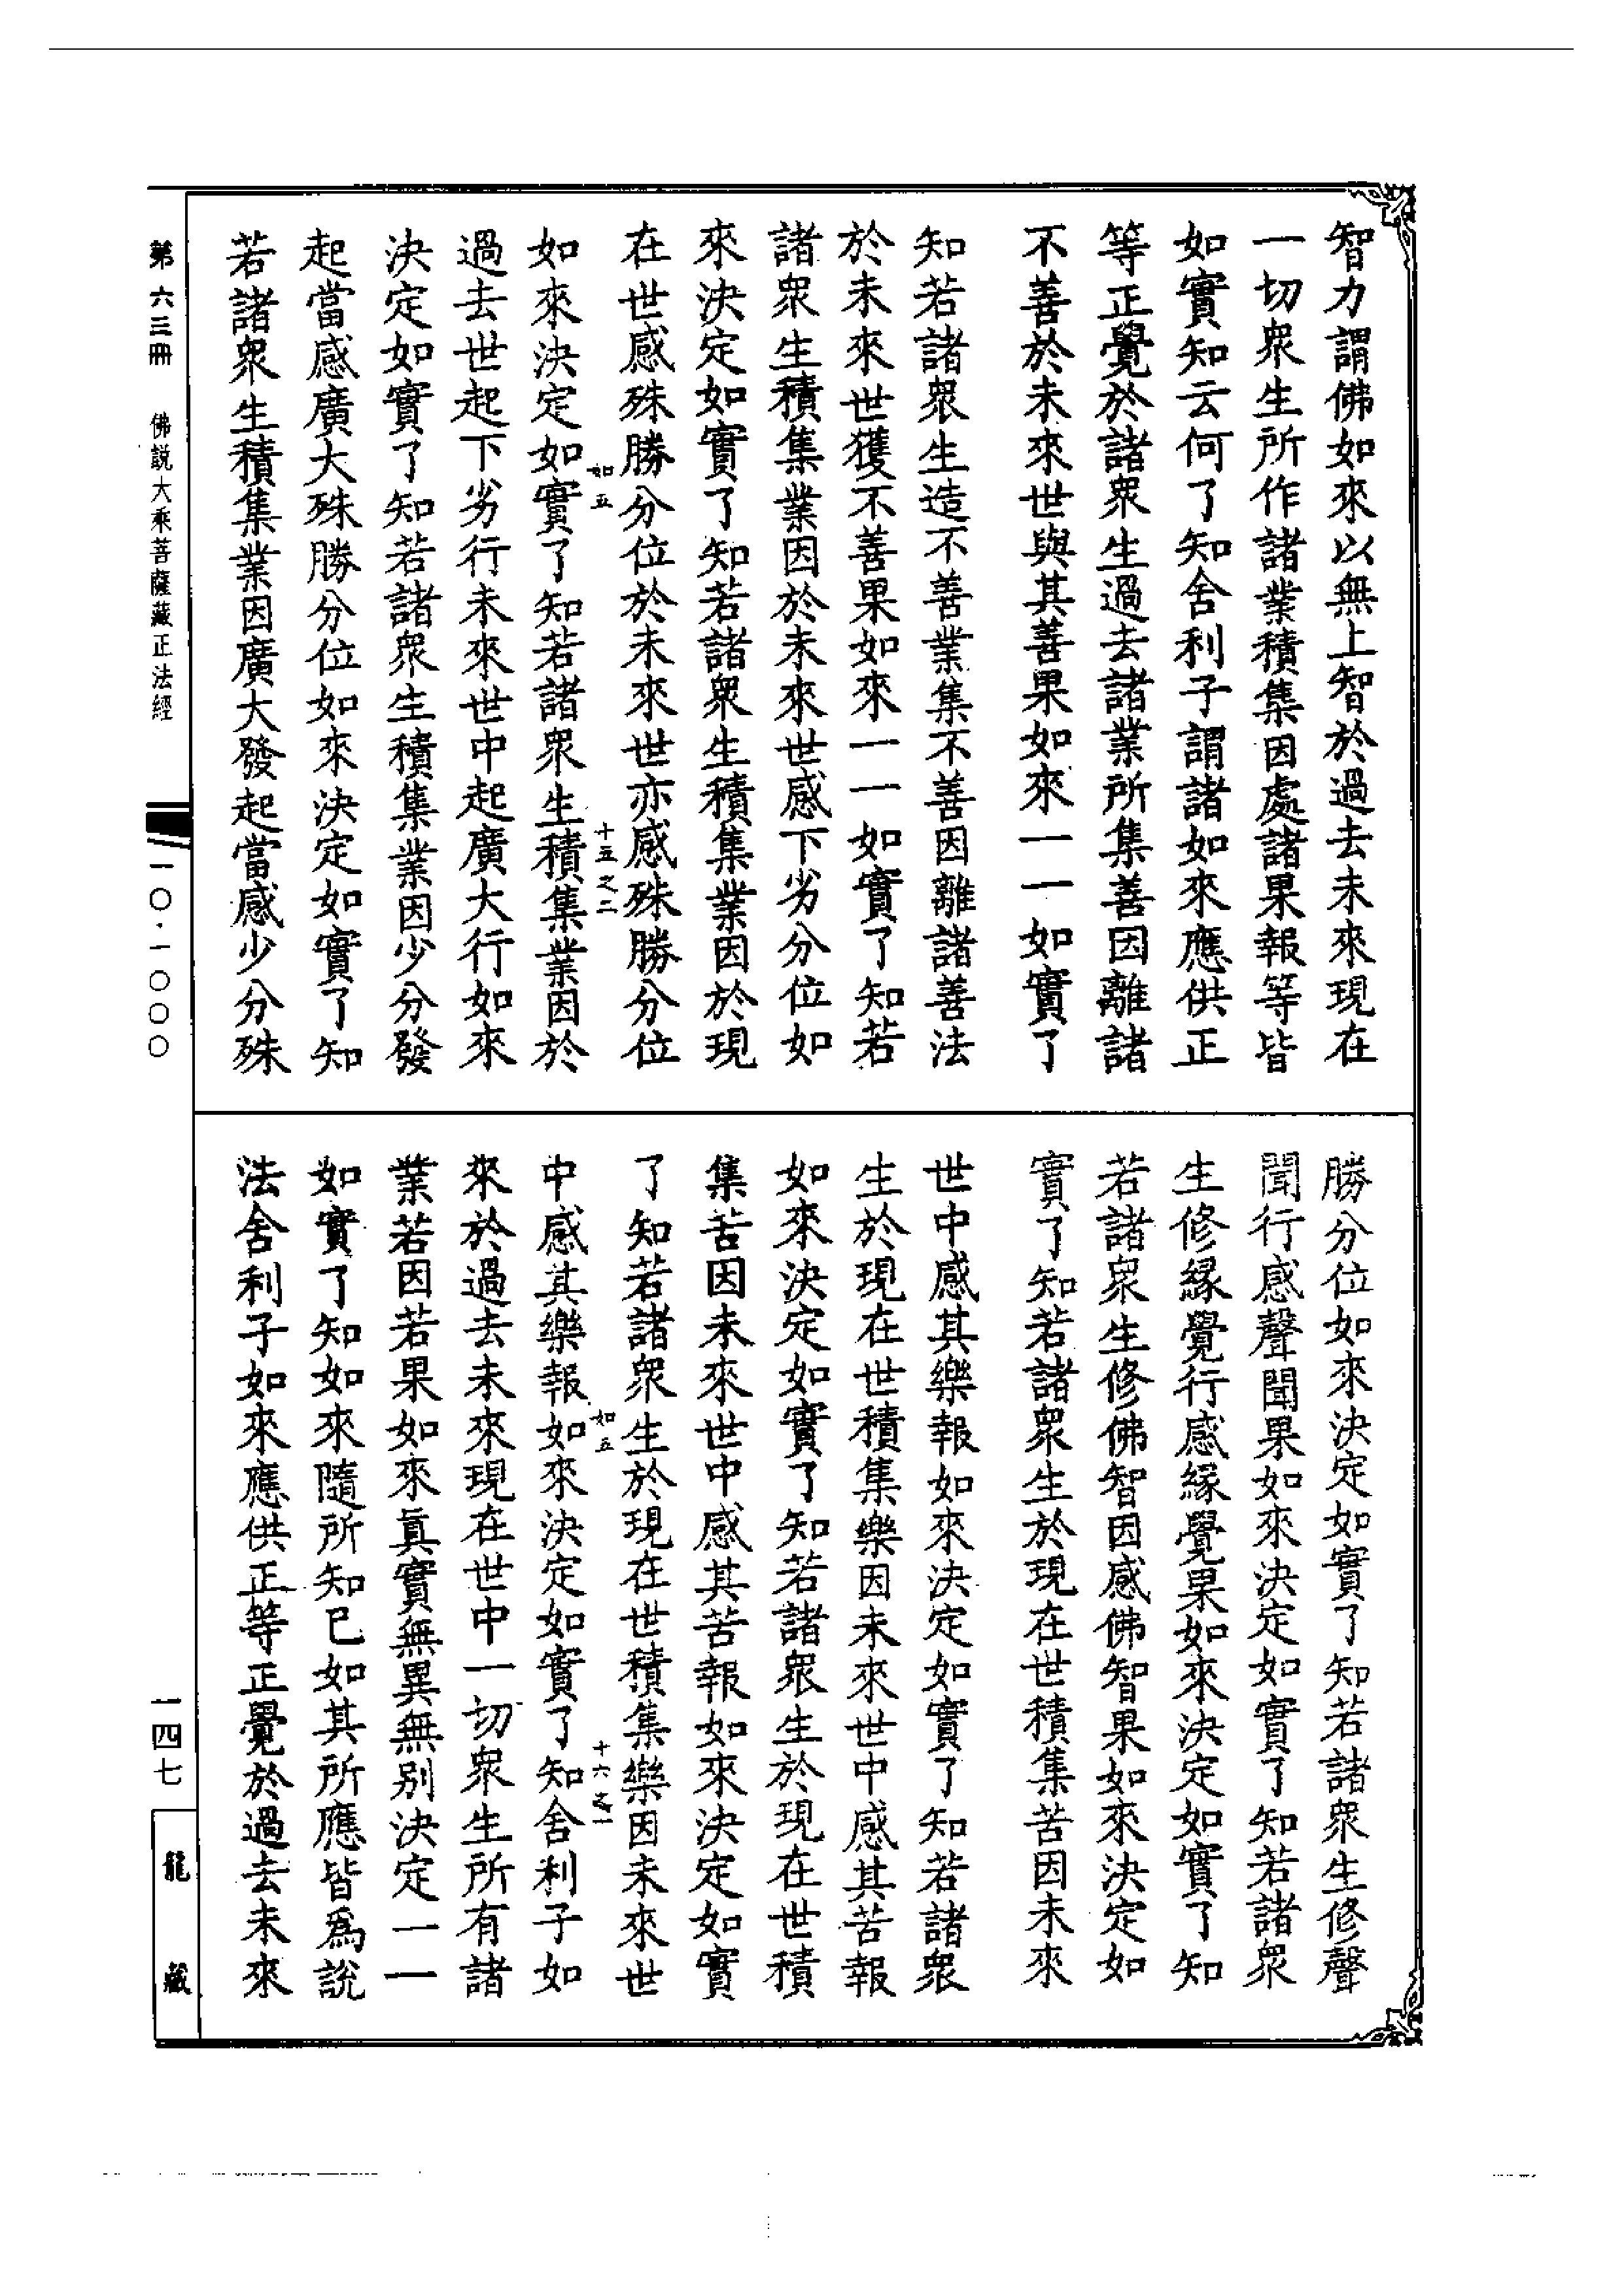 智力謂佛如來以無上智於過去未來現在
一切衆生所作諸業積集因處諸果報等皆
如實知云何了知舍利子謂諸如來應供正
等正覺於諸衆生過去諸業所集善因離諸
不善於未來世與其善果如來一一如實了
知若諸衆生造不善業集不善因離諸善法
於未來世獲不善果如來一一如實了知若
諸衆生積集業因於未來世感下劣分位如
來決定如實了知若諸衆生積集業因於現
在世感殊勝分位於未來世亦感殊勝分位
如五
十五之二
如來決定如實了知若諸衆生積集業因於
過去世起下劣行未來世中起廣大行如來
決定如實了知若諸衆生積集業因少分發
起當感廣大殊勝分位如來決定如實了知
若諸衆生積集業因廣大發起當感少分殊
勝分位如來決定如實了知若諸衆生修聲
聞行感聲聞果如來決定如實了知若諸衆
生修緣覺行感緣覺果如來決定如實了知
若諸衆生修佛智因感佛智果如來決定如
實了知若諸衆生於現在世積集苦因未來
世中感其樂報如來決定如實了知若諸衆
生於現在世積集樂因未來世中感其苦報
如來決定如實了知若諸衆生於現在世積
集苦因未來世中感其苦報如來決定如實
了知若諸衆生於現在世積集樂因未來世
如五
十六之一
中感其樂報如來決定如實了知舍利子如
來於過去未來現在世中一切衆生所有諸
業若因若果如來眞實無異無別決定一一
如實了知如來隨所知已如其所應皆爲說
法舍利子如來應供正等正覺於過去未來
第六三冊 佛説大乘菩薩藏正法經
一〇·一〇〇〇
一四七
龍藏